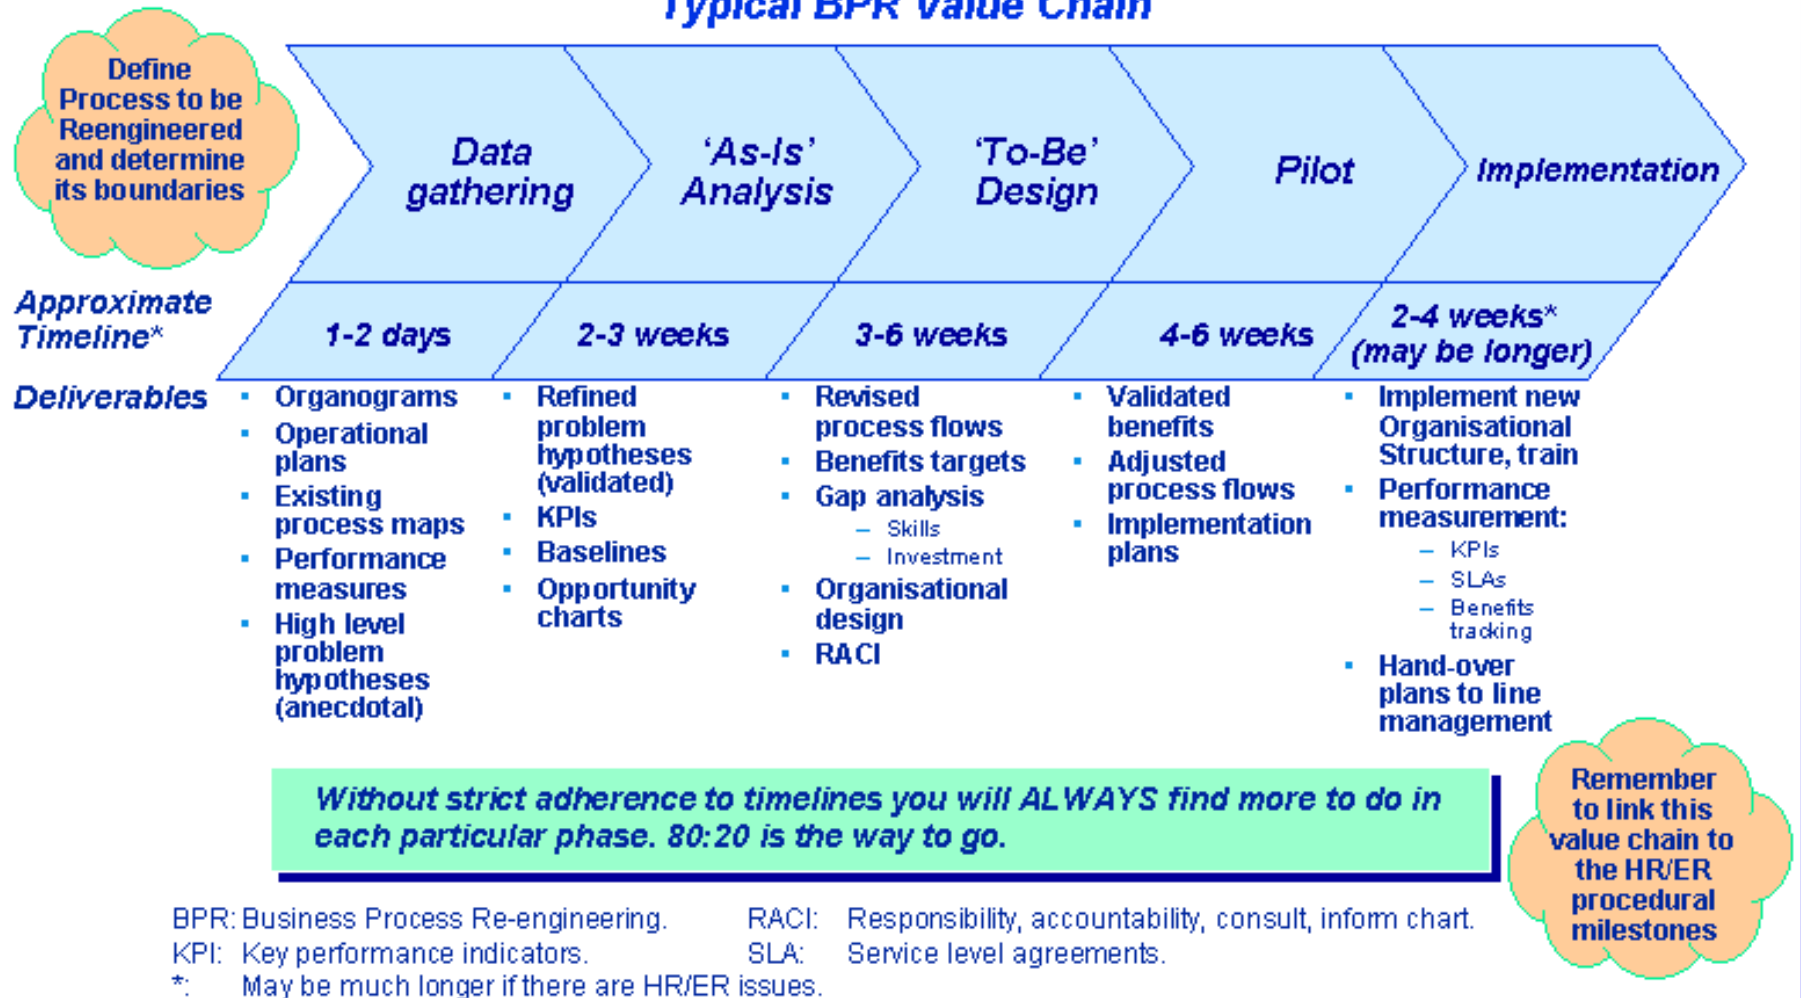 Typical BPR Value Chain
Define
Process to be
Reengineered
and determine
its boundaries
Data
gathering
‘As-Is’
Analysis
‘To-Be’
Design
Pilot
Implementation
Approximate
Timeline*
1-2 days
2-3 weeks
3-6 weeks
4-6 weeks
2-4 weeks*
(may be longer)
Deliverables
▪ Organograms
▪ Operational
plans
▪ Existing
process maps
▪ Performance
measures
▪ High level
problem
hypotheses
(anecdotal)
▪ Refined
problem
hypotheses
(validated)
▪ KPIs
▪ Baselines
▪ Opportunity
charts
▪ Revised
process flows
▪ Benefits targets
▪ Gap analysis
– Skills
– Investment
▪ Organisational
design
▪ RACI
▪ Validated
benefits
▪ Adjusted
process flows
▪ Implementation
plans
▪ Implement new
Organisational
Structure, train
▪ Performance
measurement:
– KPIs
– SLAs
– Benefits
tracking
▪ Hand-over
plans to line
management
Without strict adherence to timelines you will ALWAYS find more to do in
each particular phase. 80:20 is the way to go.
Remember
to link this
value chain to
the HR/ER
procedural
milestones
BPR: Business Process Re-engineering.
RACI: Responsibility, accountability, consult, inform chart.
KPI: Key performance indicators.
SLA: Service level agreements.
*: May be much longer if there are HR/ER issues.